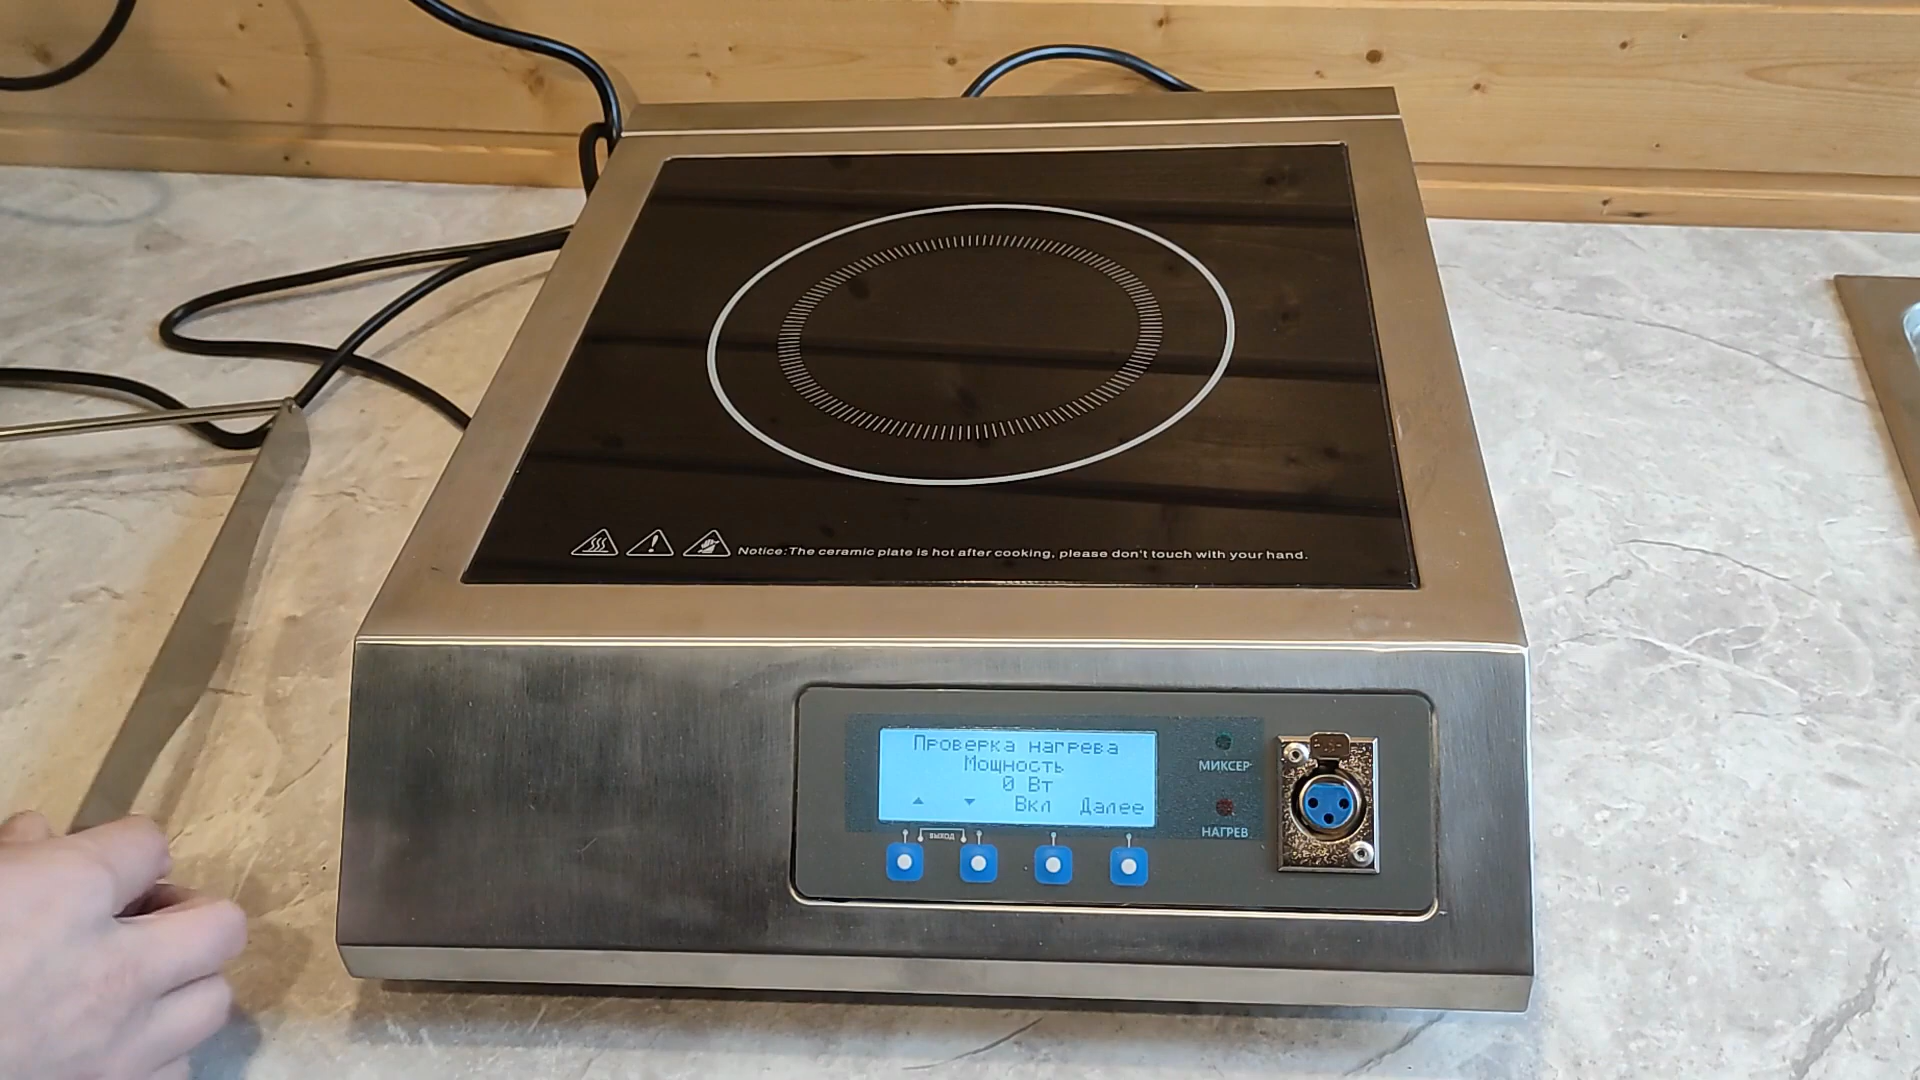 Notice:The ceramic plate is hot after cooking, please don't touch with your hand.
Проверка нагрева
Мощность
0 Вт
▲ ▼ Вкл Далее
ВЫХОД
МИКСЕР
НАГРЕВ